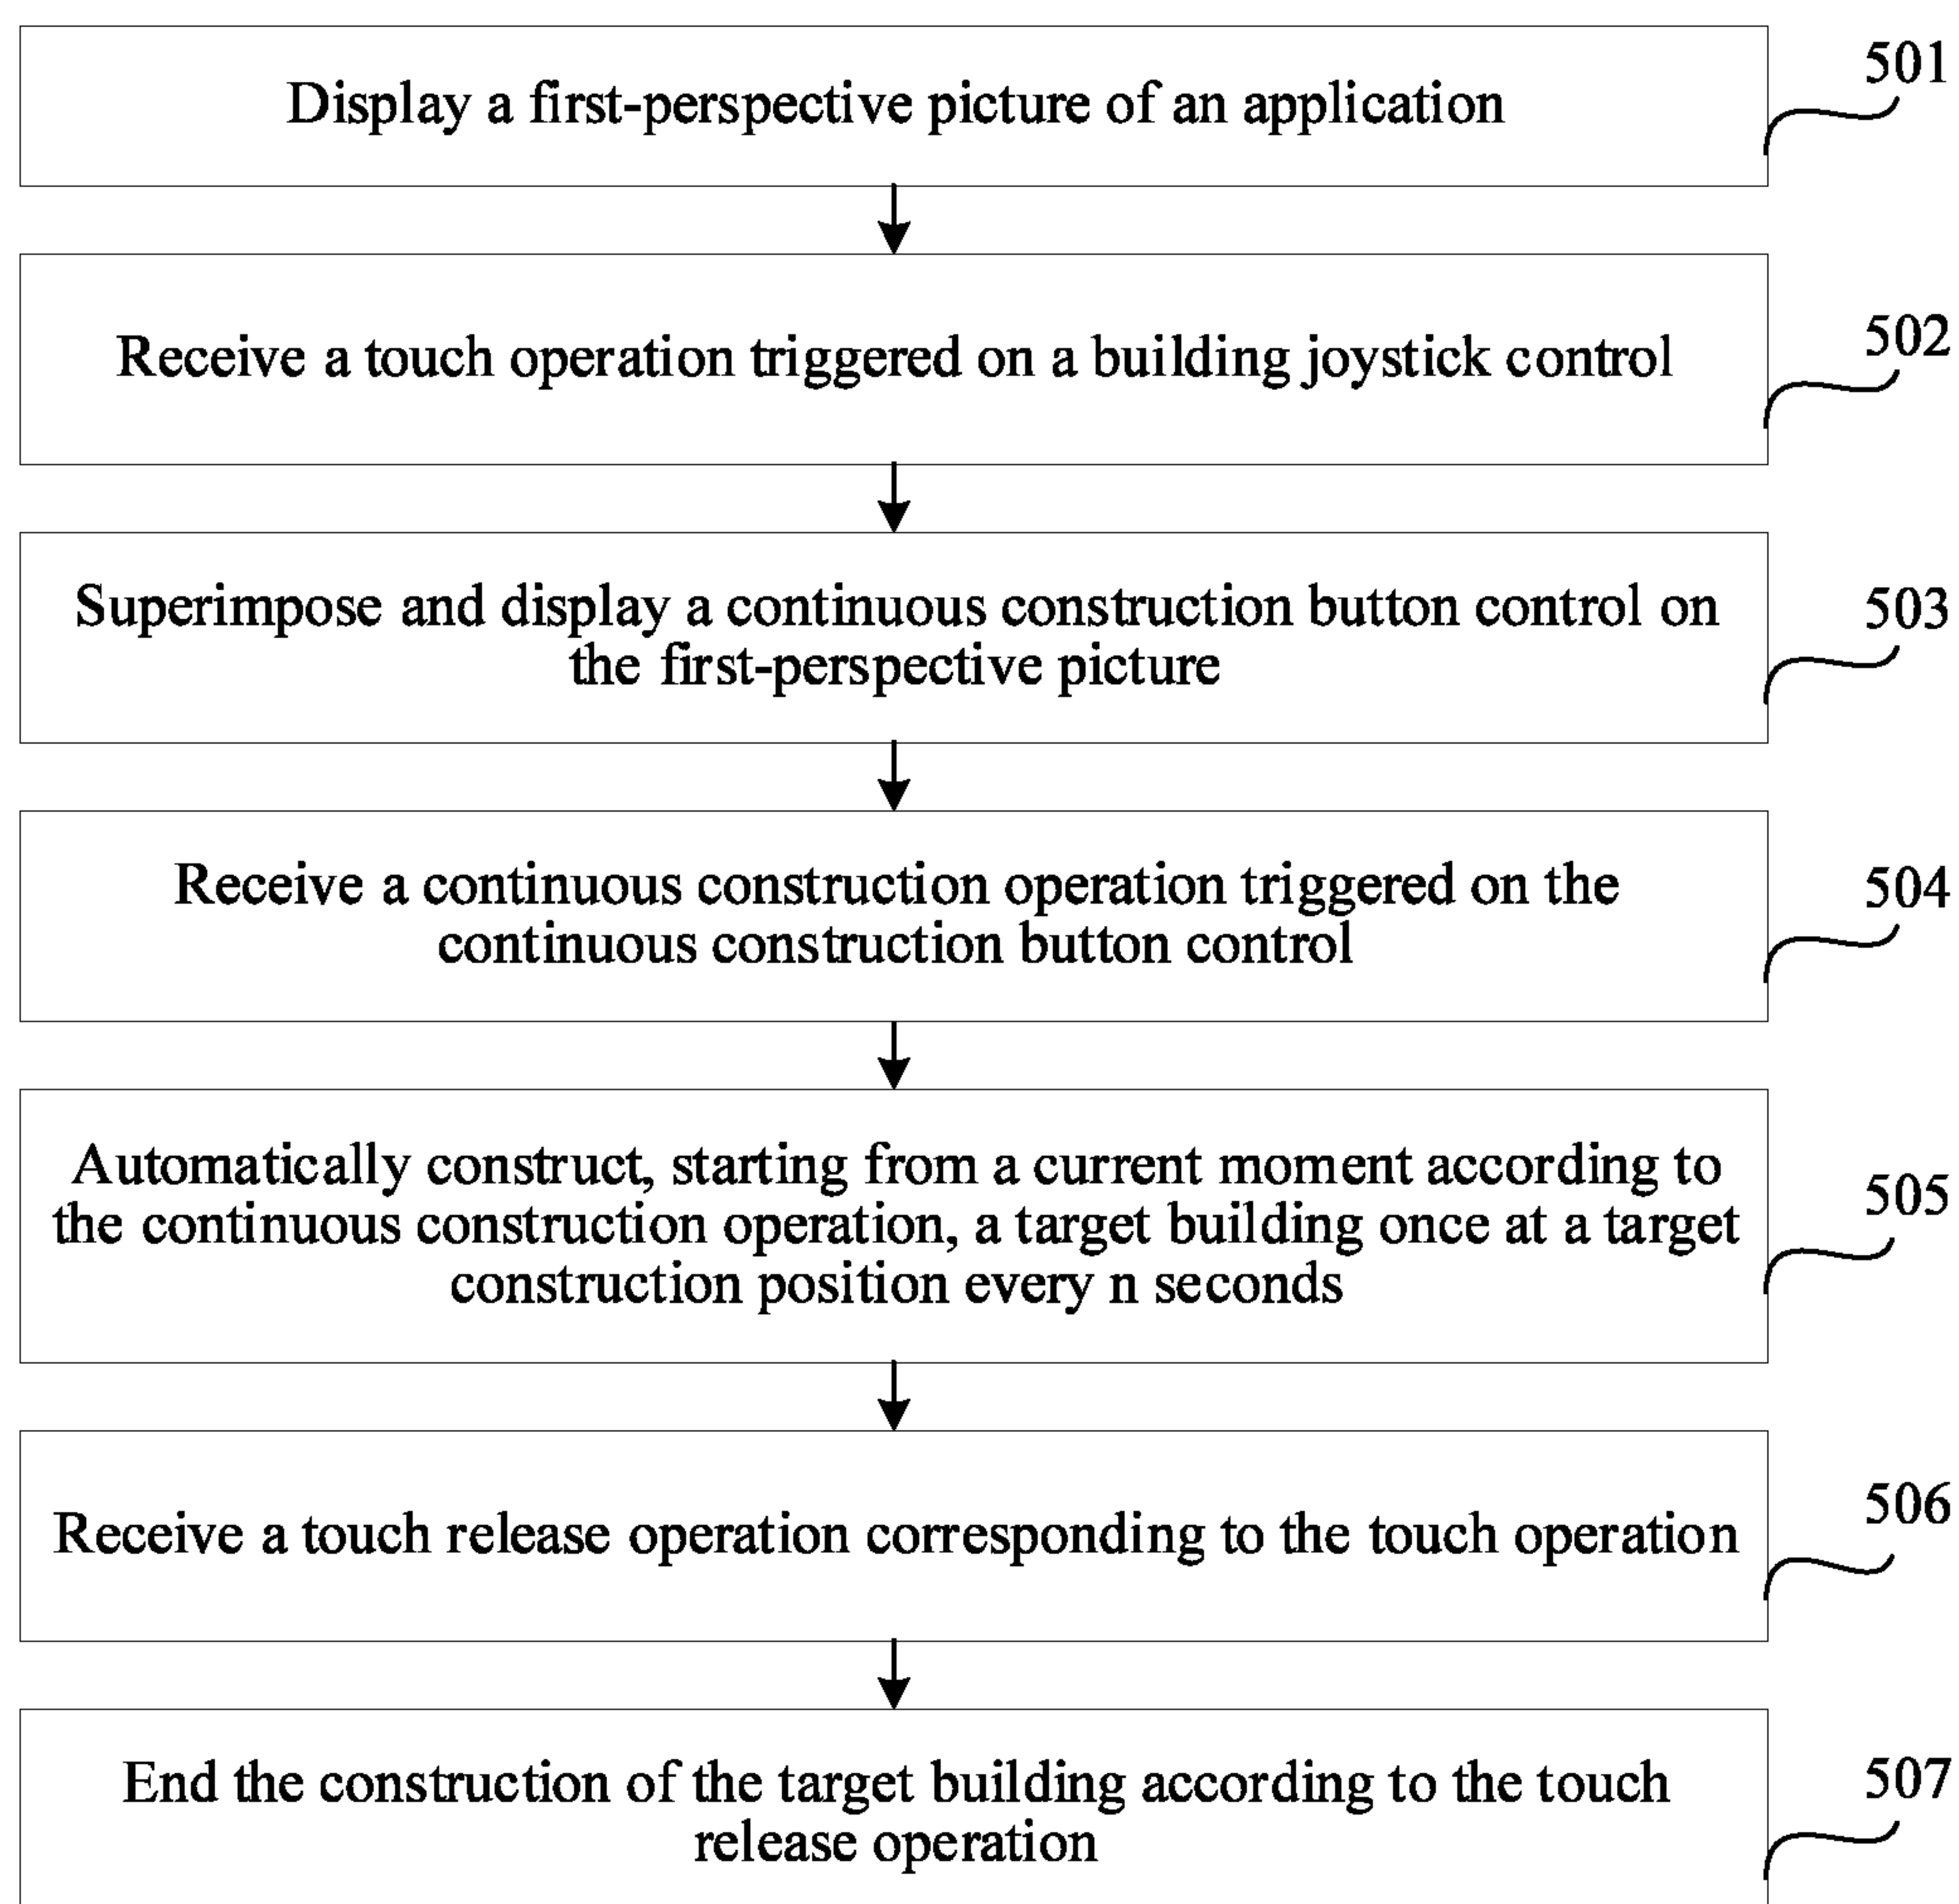 Display a first-perspective picture of an application
501
Receive a touch operation triggered on a building joystick control
502
Superimpose and display a continuous construction button control on
the first-perspective picture
503
Receive a continuous construction operation triggered on the
continuous construction button control
504
Automatically construct, starting from a current moment according to
the continuous construction operation, a target building once at a target
construction position every n seconds
505
Receive a touch release operation corresponding to the touch operation
506
End the construction of the target building according to the touch
release operation
507